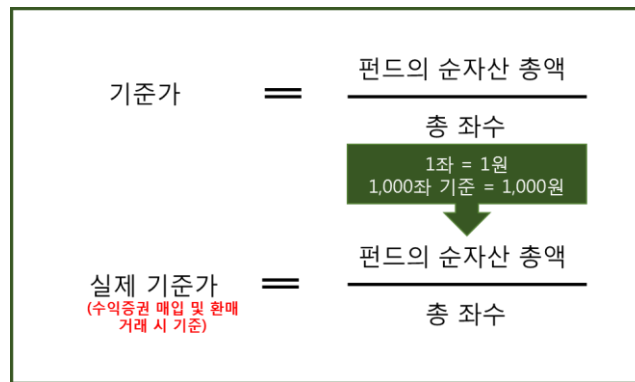 기준가
=
펀드의 순자산 총액
총 좌수
1좌 = 1원
1,000좌 기준 = 1,000원
실제 기준가
(수익증권 매입 및 환매
거래 시 기준)
=
펀드의 순자산 총액
총 좌수